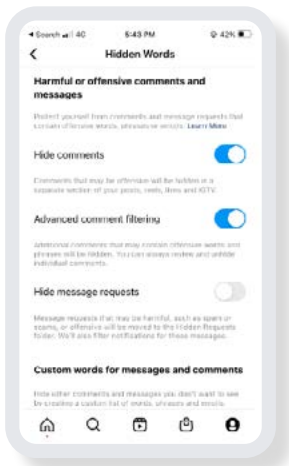 Search 4G 5:43 PM 42%
Hidden Words
Harmful or offensive comments and
messages
Protect yourself from comments and message requests that
contain offensive words, phrases or emojis. Learn More
Hide comments
Comments that may be offensive will be hidden in a
separate section of your posts, reels, lives and IGTV.
Advanced comment filtering
Additional comments that may contain offensive words and
phrases will be hidden. You can always review and unhide
individual comments.
Hide message requests
Message requests that may be harmful, such as spam or
scams, or offensive will be moved to the Hidden Requests
folder. We'll also filter notifications for these messages.
Custom words for messages and comments
Hide other comments and messages you don't want to see
by creating a custom list of words, phrases and emojis.